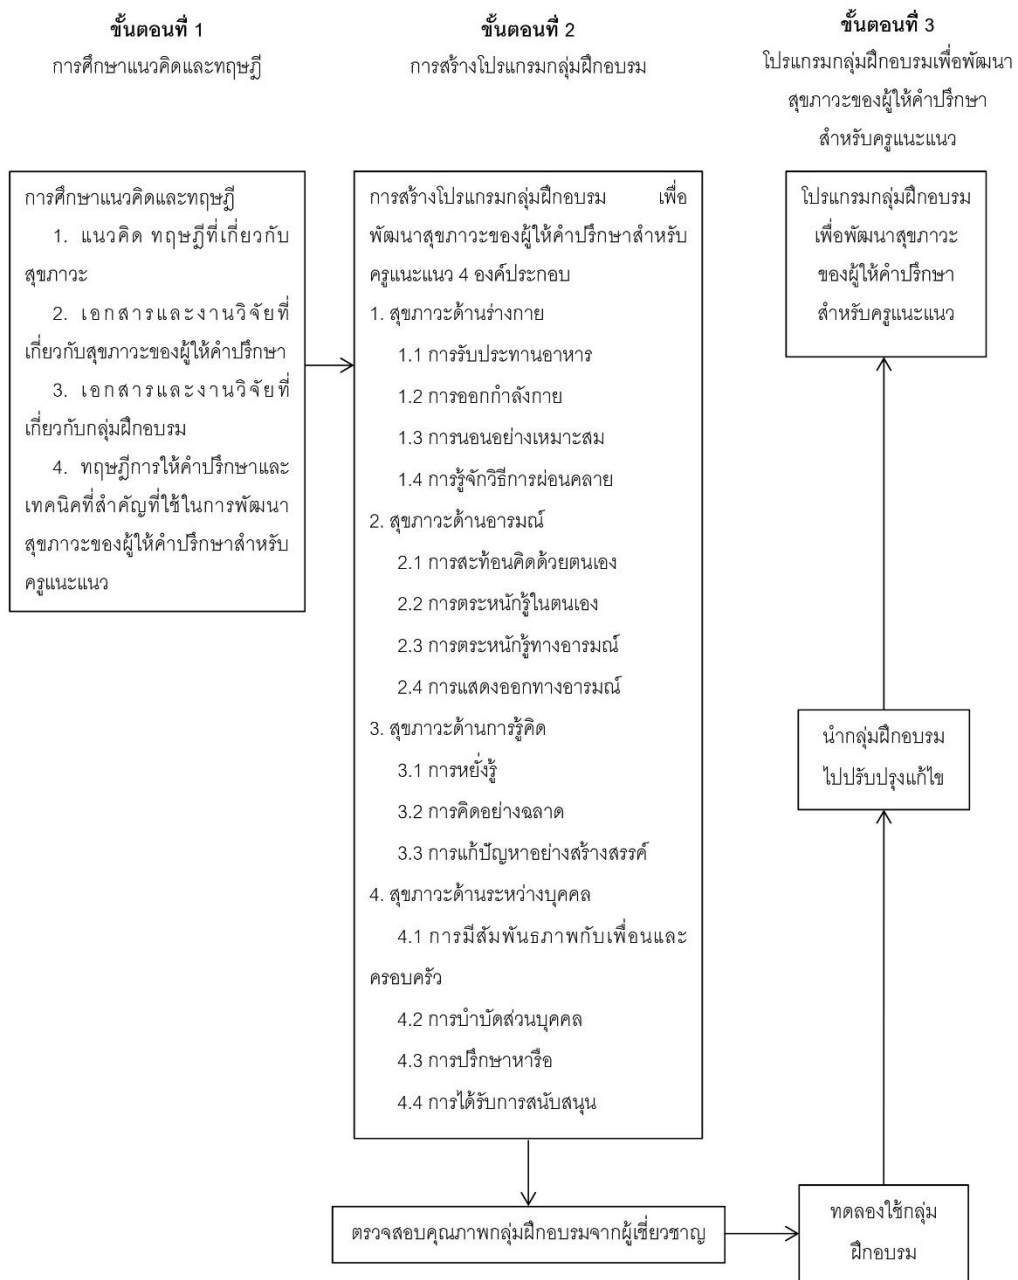 ขั้นตอนที่ 1
การศึกษาแนวคิดและทฤษฎี
ขั้นตอนที่ 2
การสร้างโปรแกรมกลุ่มฝึกอบรม
ขั้นตอนที่ 3
โปรแกรมกลุ่มฝึกอบรมเพื่อพัฒนา
สุขภาวะของผู้ให้คำปรึกษา
สำหรับครูแนะแนว
การศึกษาแนวคิดและทฤษฎี
1. แนวคิด ทฤษฎีที่เกี่ยวกับ
สุขภาวะ
2. เอกสารและงานวิจัยที่
เกี่ยวกับสุขภาวะของผู้ให้คำปรึกษา
3. เอกสารและงานวิจัยที่
เกี่ยวกับกลุ่มฝึกอบรม
4. ทฤษฎีการให้คำปรึกษาและ
เทคนิคที่สำคัญที่ใช้ในการพัฒนา
สุขภาวะของผู้ให้คำปรึกษาสำหรับ
ครูแนะแนว
การสร้างโปรแกรมกลุ่มฝึกอบรม เพื่อ
พัฒนาสุขภาวะของผู้ให้คำปรึกษาสำหรับ
ครูแนะแนว 4 องค์ประกอบ
1. สุขภาวะด้านร่างกาย
1.1 การรับประทานอาหาร
1.2 การออกกำลังกาย
1.3 การนอนอย่างเหมาะสม
1.4 การรู้จักวิธีการผ่อนคลาย
2. สุขภาวะด้านอารมณ์
2.1 การสะท้อนคิดด้วยตนเอง
2.2 การตระหนักรู้ในตนเอง
2.3 การตระหนักรู้ทางอารมณ์
2.4 การแสดงออกทางอารมณ์
3. สุขภาวะด้านการรู้คิด
3.1 การหยั่งรู้
3.2 การคิดอย่างฉลาด
3.3 การแก้ปัญหาอย่างสร้างสรรค์
4. สุขภาวะด้านระหว่างบุคคล
4.1 การมีสัมพันธภาพกับเพื่อนและ
ครอบครัว
4.2 การบำบัดส่วนบุคคล
4.3 การปรึกษาหารือ
4.4 การได้รับการสนับสนุน
ตรวจสอบคุณภาพกลุ่มฝึกอบรมจากผู้เชี่ยวชาญ
ทดลองใช้กลุ่ม
ฝึกอบรม
นำกลุ่มฝึกอบรม
ไปปรับปรุงแก้ไข
โปรแกรมกลุ่มฝึกอบรม
เพื่อพัฒนาสุขภาวะ
ของผู้ให้คำปรึกษา
สำหรับครูแนะแนว